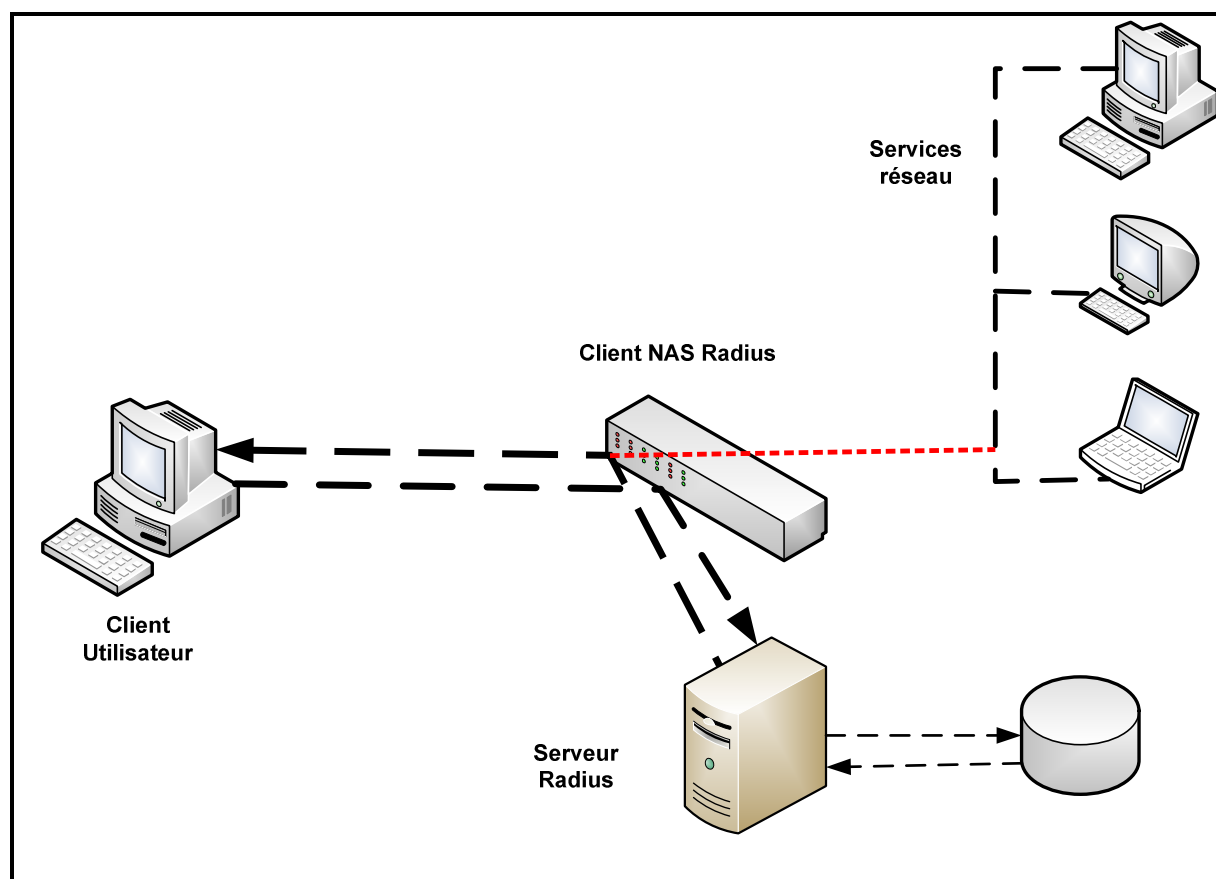 Services
réseau
Client NAS Radius
Client
Utilisateur
Serveur
Radius